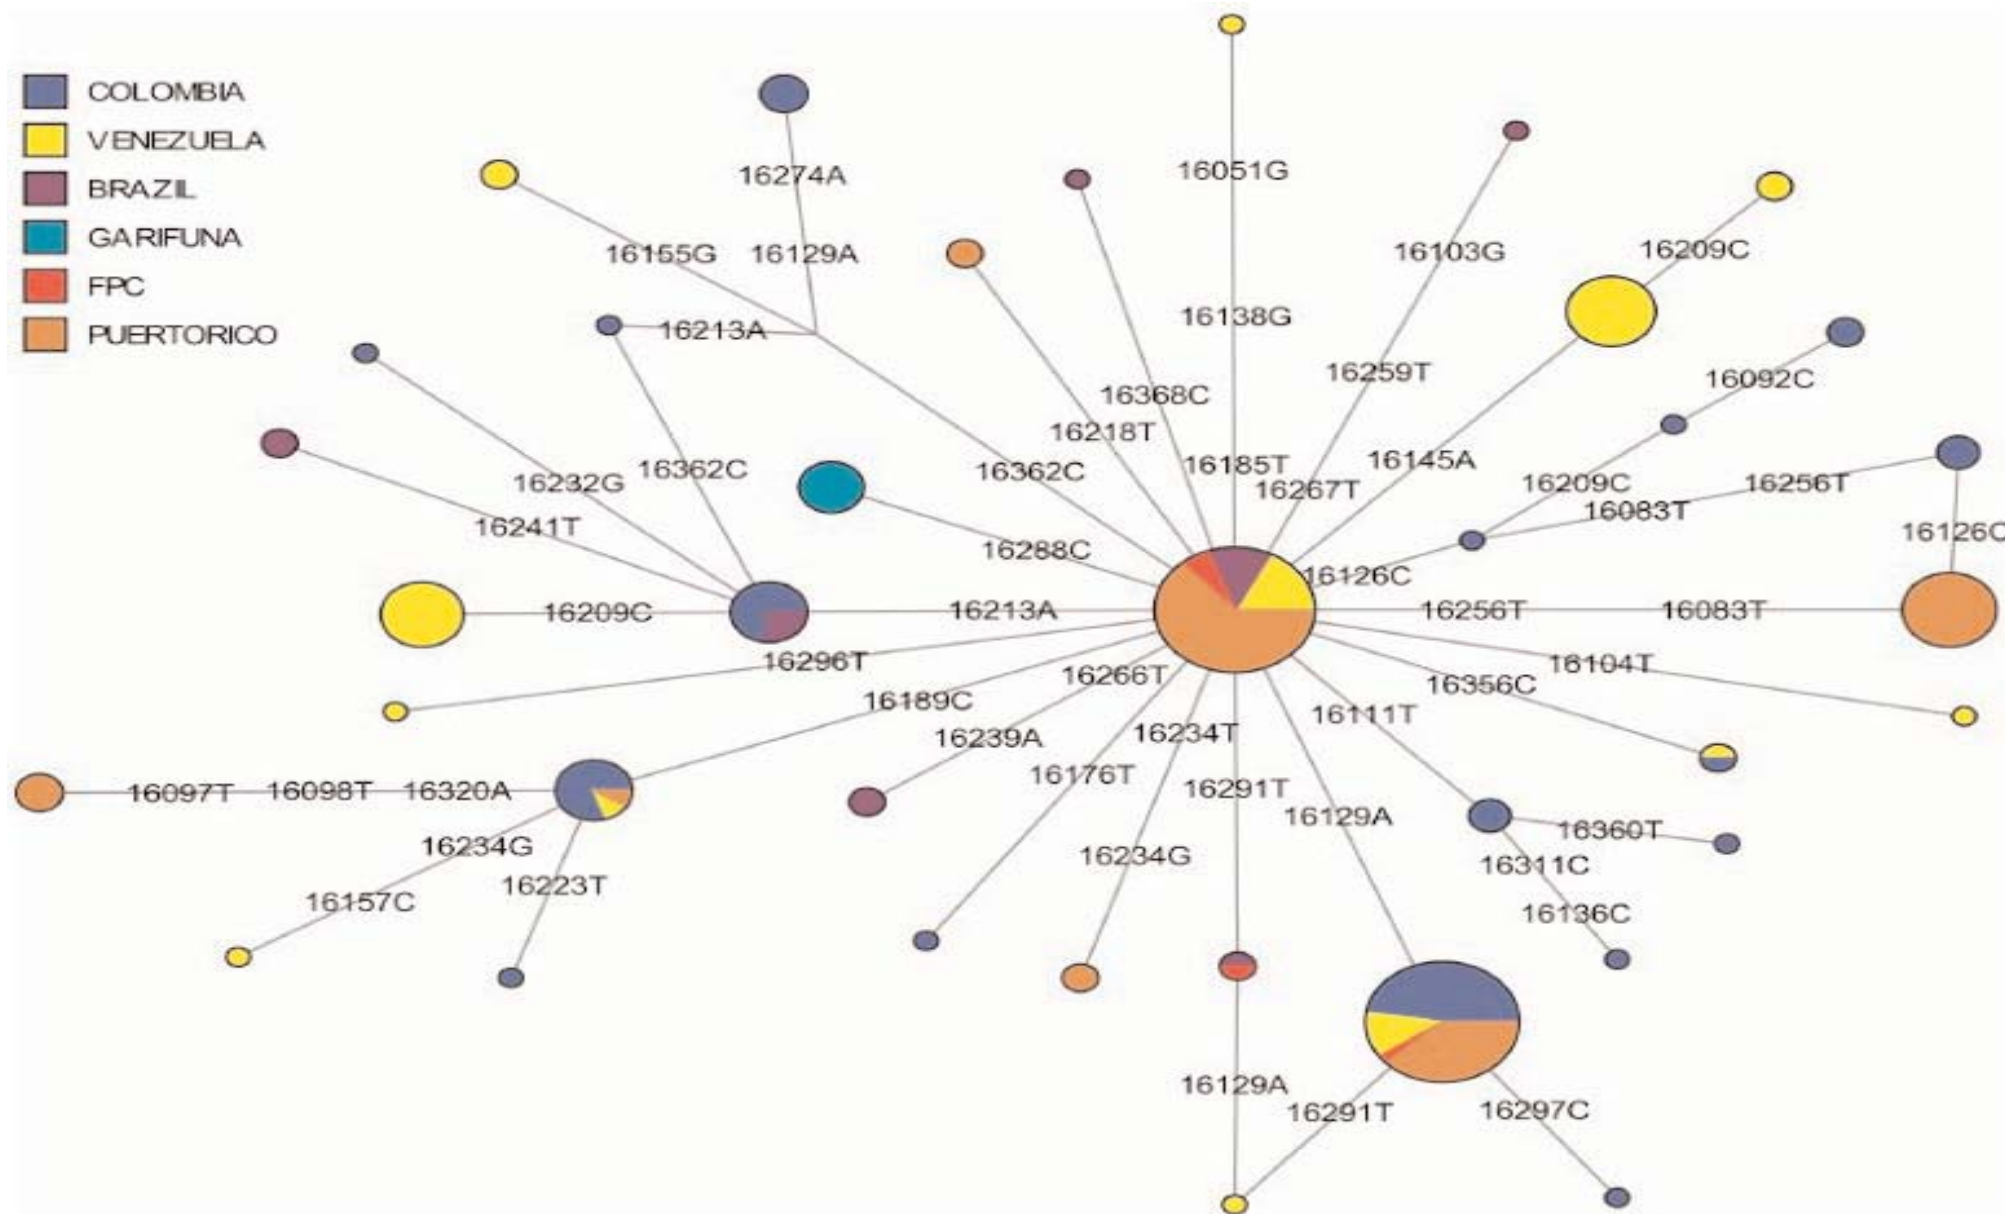 COLOMBIA
VENEZUELA
BRAZIL
GARIFUNA
FPC
PUERTORICO
16274A
16051G
16155G
16129A
16103G
16209C
16213A
16138G
16259T
16092C
16368C
16218T
16232G
16362C
16362C
16185T
16267T
16145A
16209C
16256T
16083T
16241T
16288C
16126C
16126C
16209C
16213A
16256T
16083T
16296T
16266T
16356C
16104T
16189C
16239A
16234T
16111T
16176T
16291T
16129A
16097T
16098T
16320A
16234G
16234G
16360T
16311C
16157C
16223T
16136C
16129A
16291T
16297C